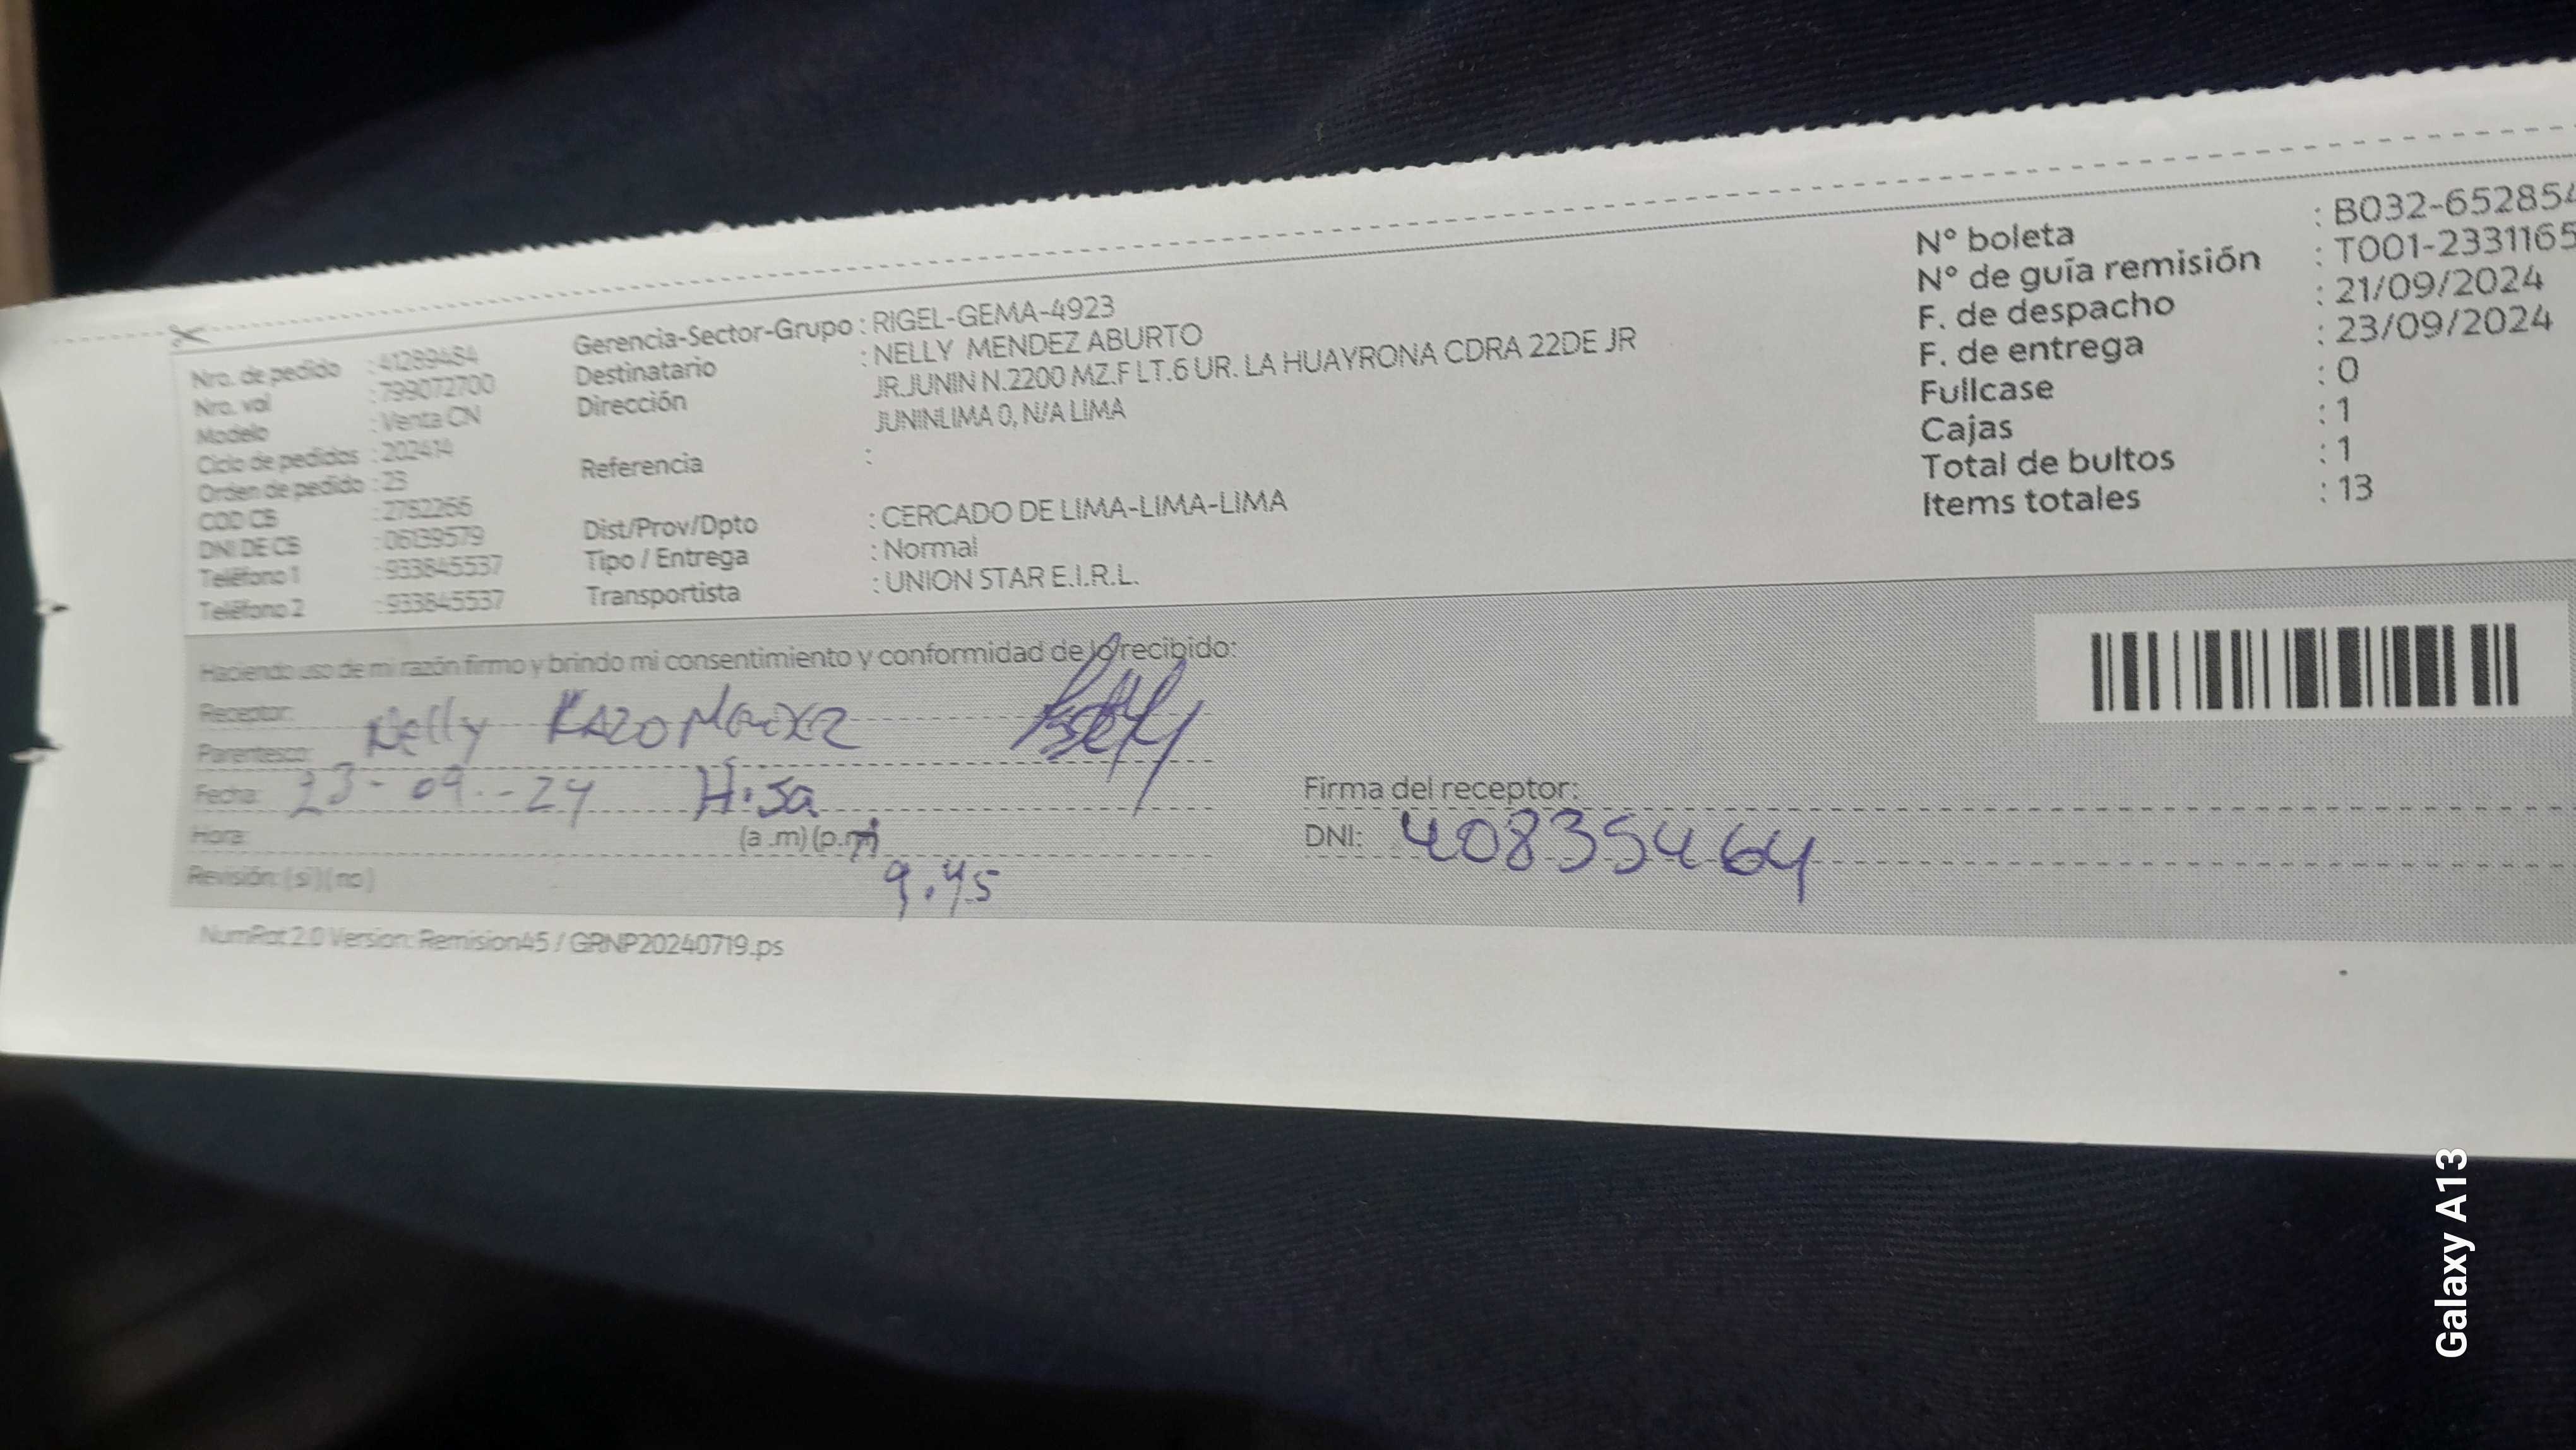 Nro. de pedido : 41289484
Nro. vol : 799072700
Modelo : Venta CN
Ciclo de pedidos : 202414
Orden de pedido : 23
COD CB : 2752266
DNI DE CB : 06139579
Teléfono 1 : 933845537
Teléfono 2 : 933845537
Gerencia-Sector-Grupo : RIGEL-GEMA-4923
Destinatario : NELLY MENDEZ ABURTO
Dirección JR.JUNIN N.2200 MZ.F LT.6 UR. LA HUAYRONA CDRA 22DE JR
JUNINLIMA 0, N/A LIMA
Referencia :
Dist/Prov/Dpto : CERCADO DE LIMA-LIMA-LIMA
Tipo / Entrega : Normal
Transportista : UNION STAR E.I.R.L.
N° boleta : B032-652854
N° de guía remisión : T001-2331165
F. de despacho : 21/09/2024
F. de entrega : 23/09/2024
Fullcase : 0
Cajas : 1
Total de bultos : 1
Items totales : 13
Haciendo uso de mi razón firmo y brindo mi consentimiento y conformidad de lo recibido:
Receptor: Nelly
Parentesco:
Fecha: 23-09-24 Hija
Hora: (a.m) (p.m)
9.45
Revisión: (si) (no)
Firma del receptor:
DNI: 408354464
NumRot 2.0 Version: Remision45 / GRNP20240719.ps
Galaxy A13